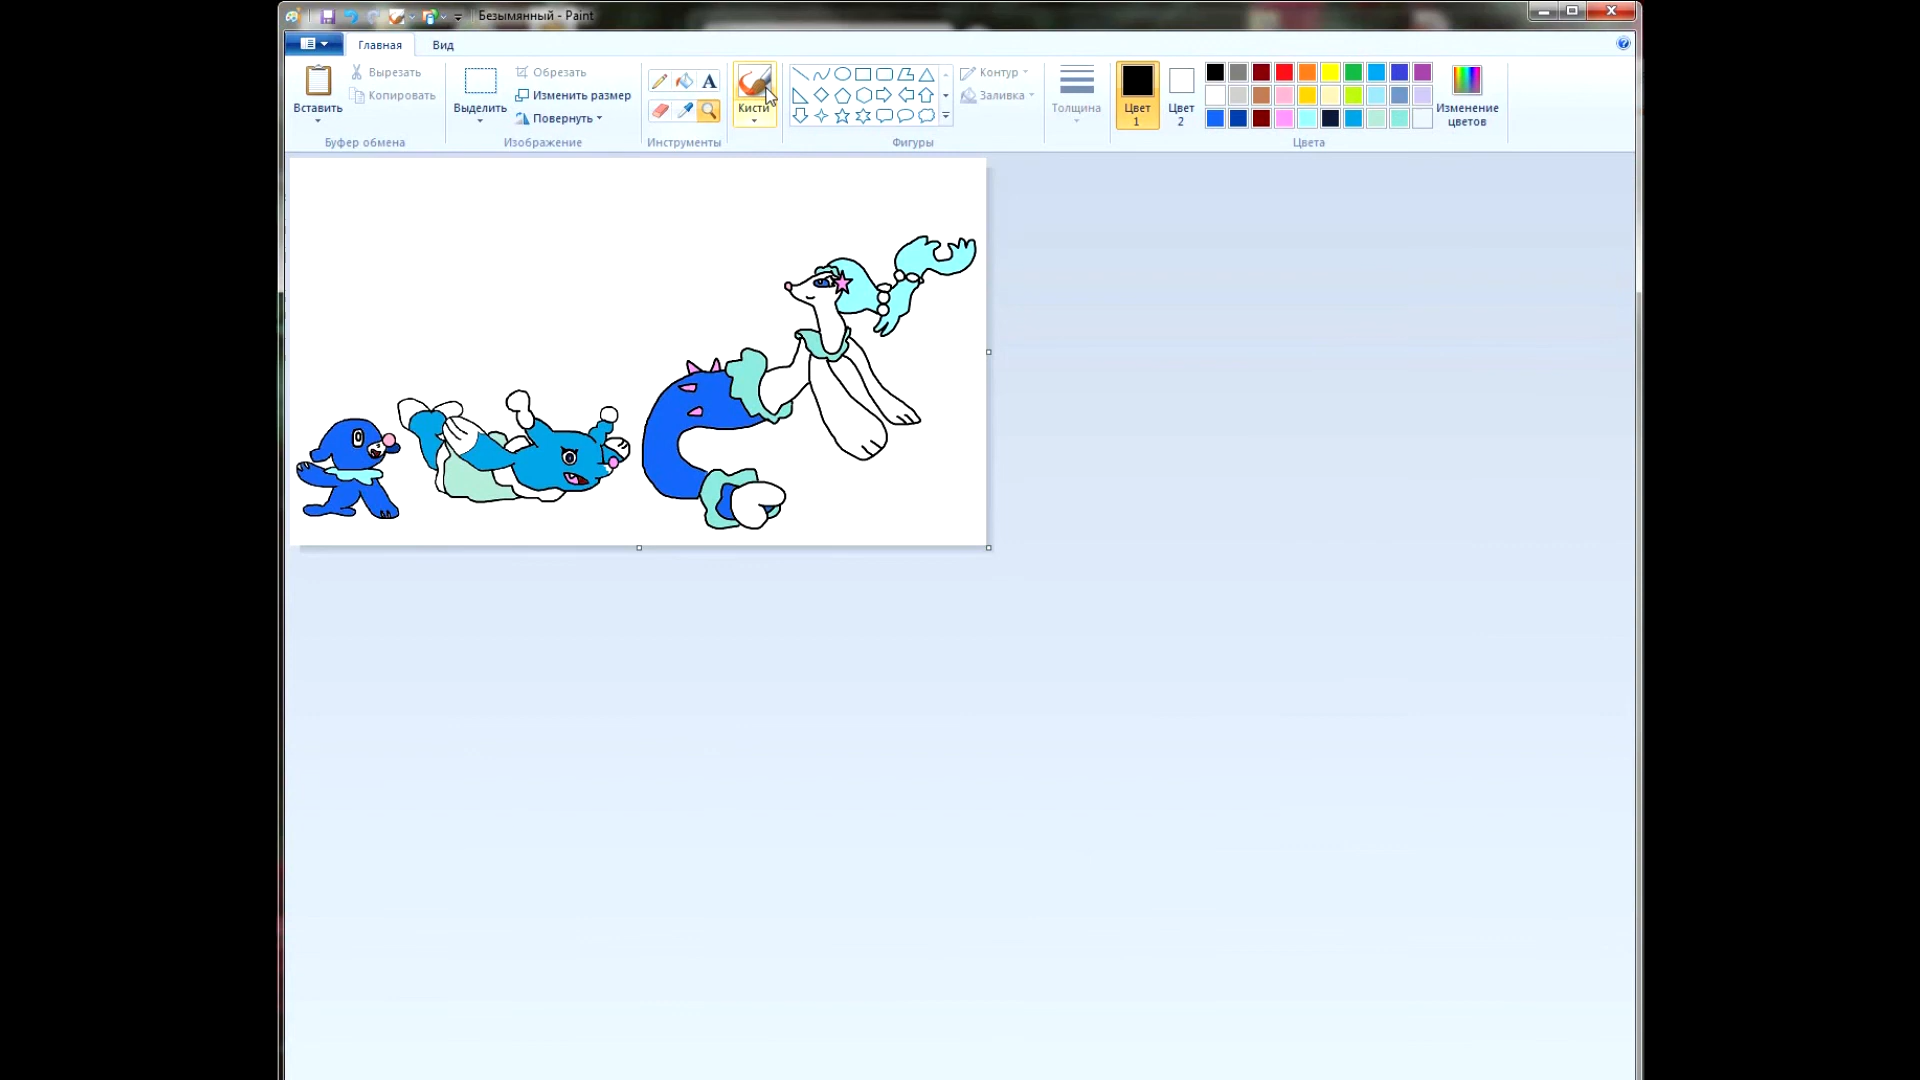 Безымянный - Paint
Главная
Вид
Вставить
Вырезать
Копировать
Буфер обмена
Выделить
Обрезать
Изменить размер
Повернуть
Изображение
A
Инструменты
Кисти
Контур
Заливка
Фигуры
Толщина
Цвет
1
Цвет
2
Изменение
цветов
Цвета